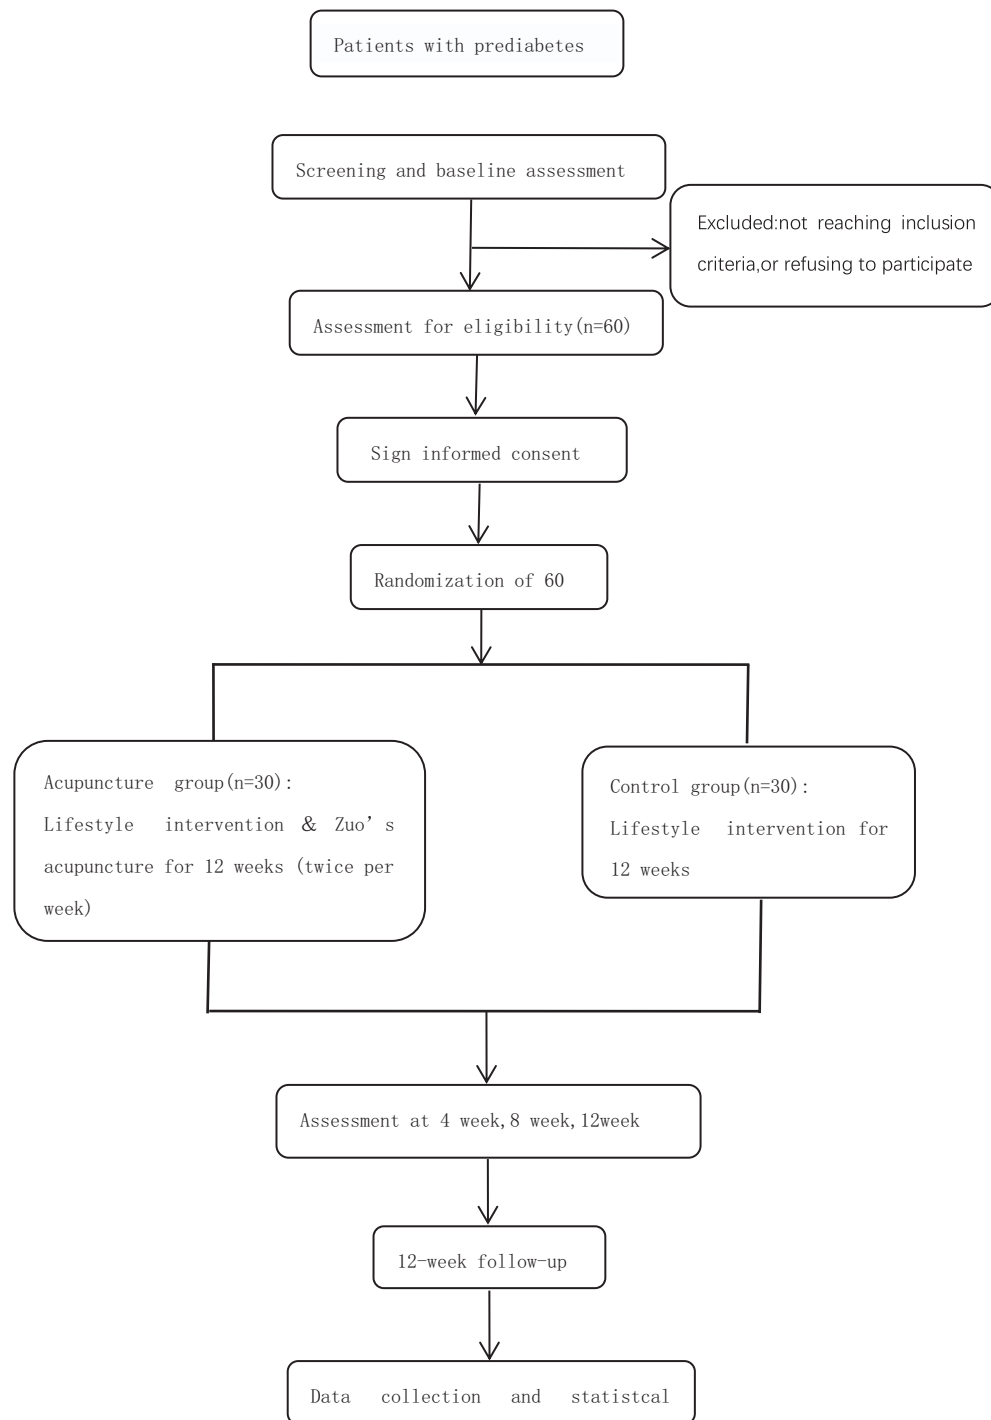 Patients with prediabetes
Screening and baseline assessment
Excluded:not reaching inclusion
criteria,or refusing to participate
Assessment for eligibility(n=60)
Sign informed consent
Randomization of 60
Acupuncture group(n=30):
Lifestyle intervention & Zuo’s
acupuncture for 12 weeks (twice per
week)
Control group(n=30):
Lifestyle intervention for
12 weeks
Assessment at 4 week,8 week,12week
12-week follow-up
Data collection and statistcal